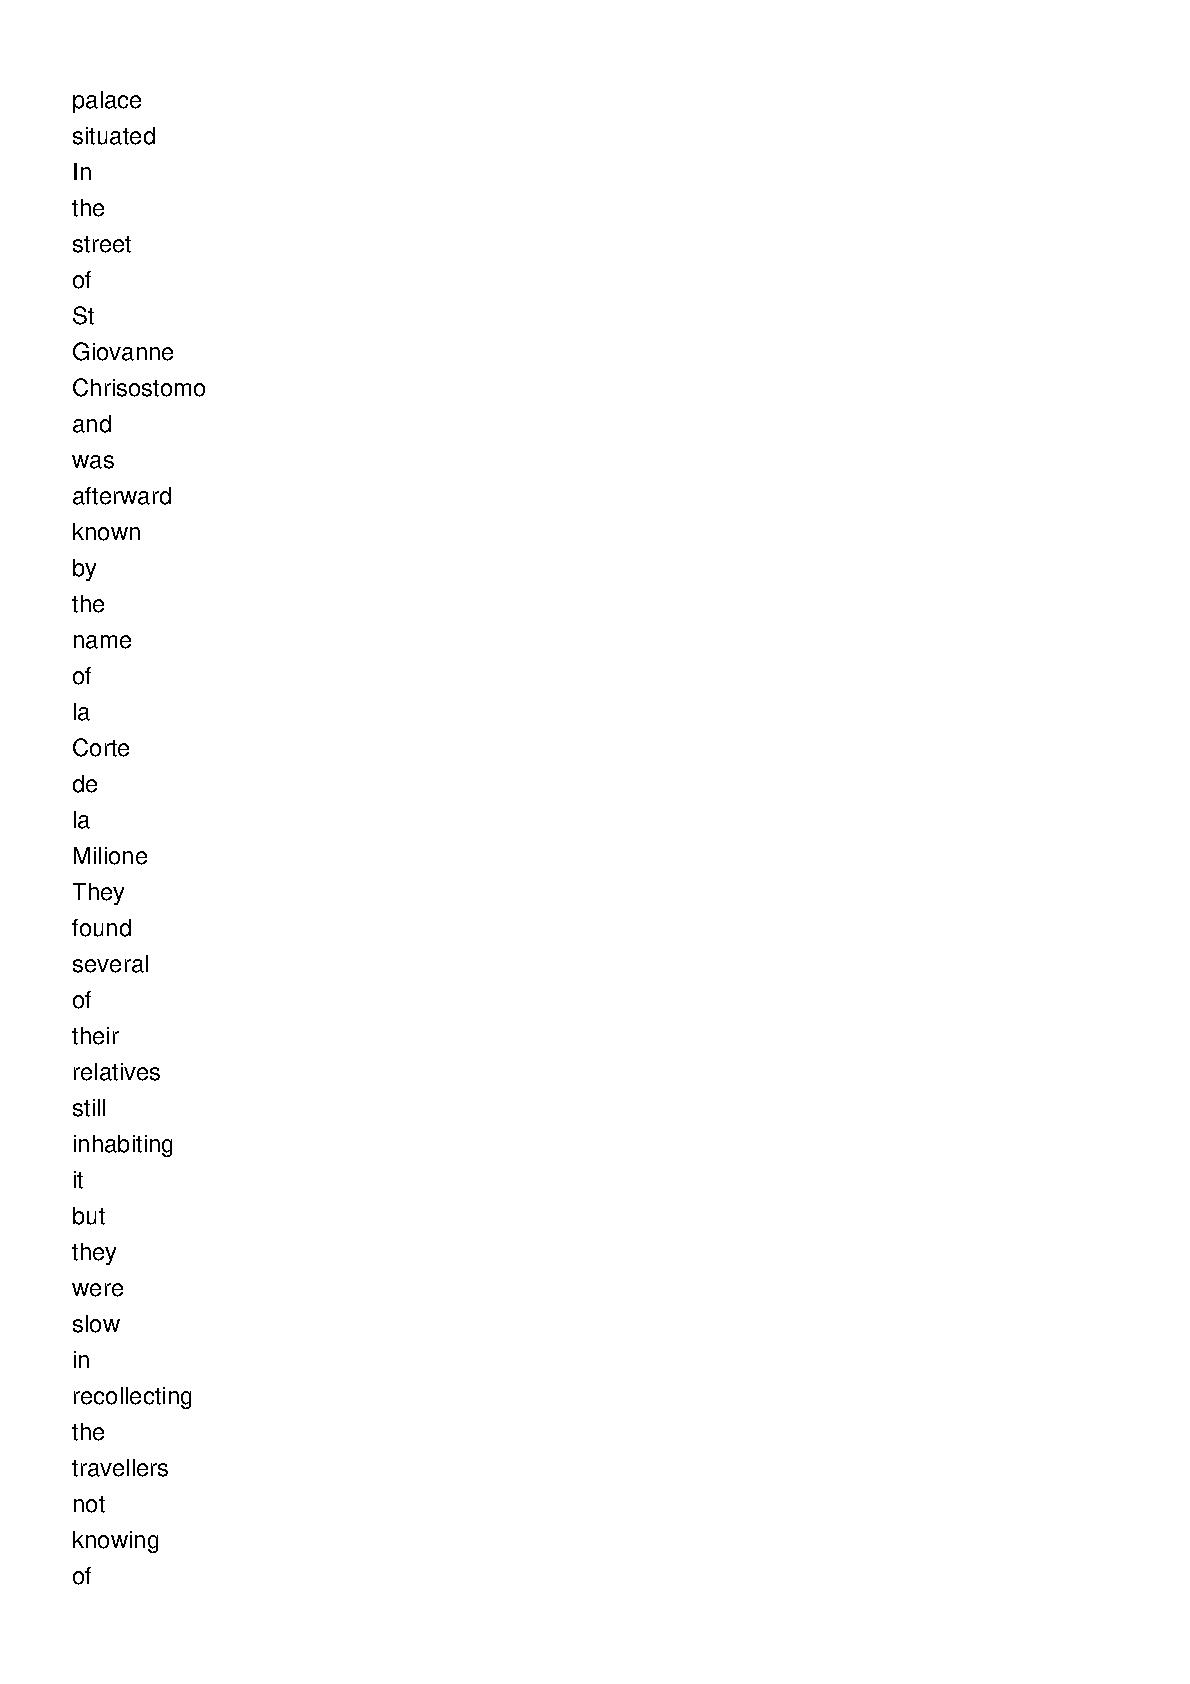 palace
situated
In
the
street
of
St
Giovanne
Chrisostomo
and
was
afterward
known
by
the
name
of
la
Corte
de
la
Milione
They
found
several
of
their
relatives
still
inhabiting
it
but
they
were
slow
in
recollecting
the
travellers
not
knowing
of